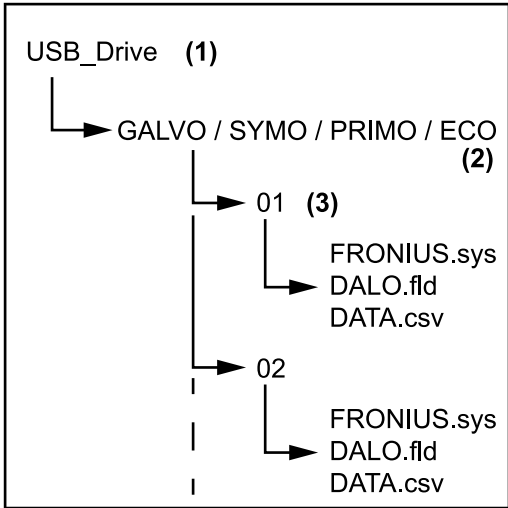 USB_Drive (1)
GALVO / SYMO / PRIMO / ECO
(2)
01 (3)
FRONIUS.sys
DALO.fld
DATA.csv
02
FRONIUS.sys
DALO.fld
DATA.csv